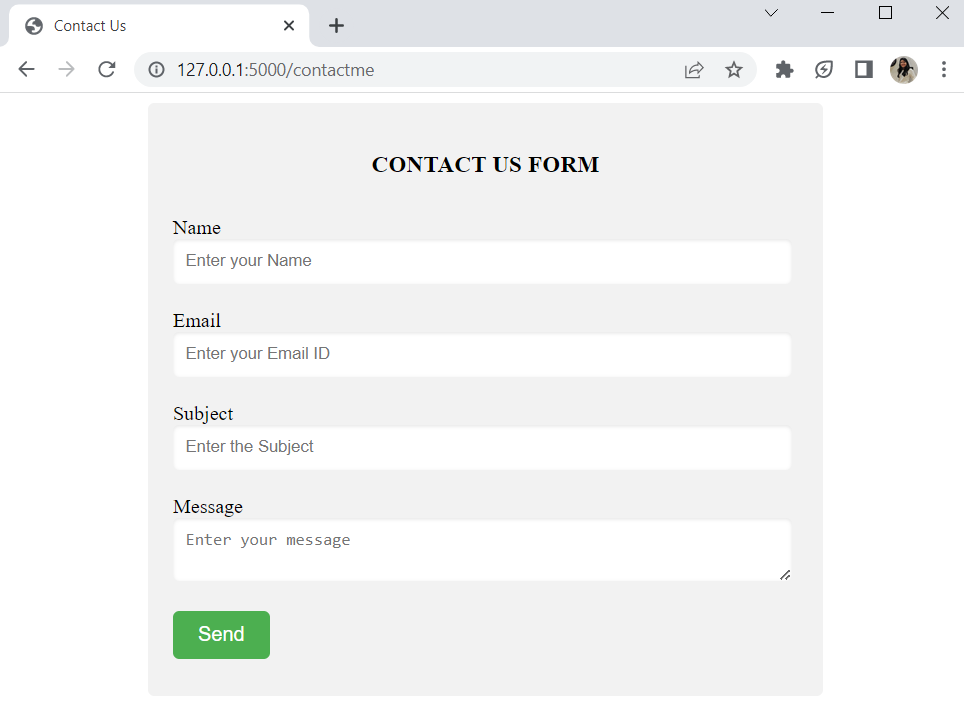 Contact Us
127.0.0.1:5000/contactme
CONTACT US FORM
Name
Enter your Name
Email
Enter your Email ID
Subject
Enter the Subject
Message
Enter your message
Send